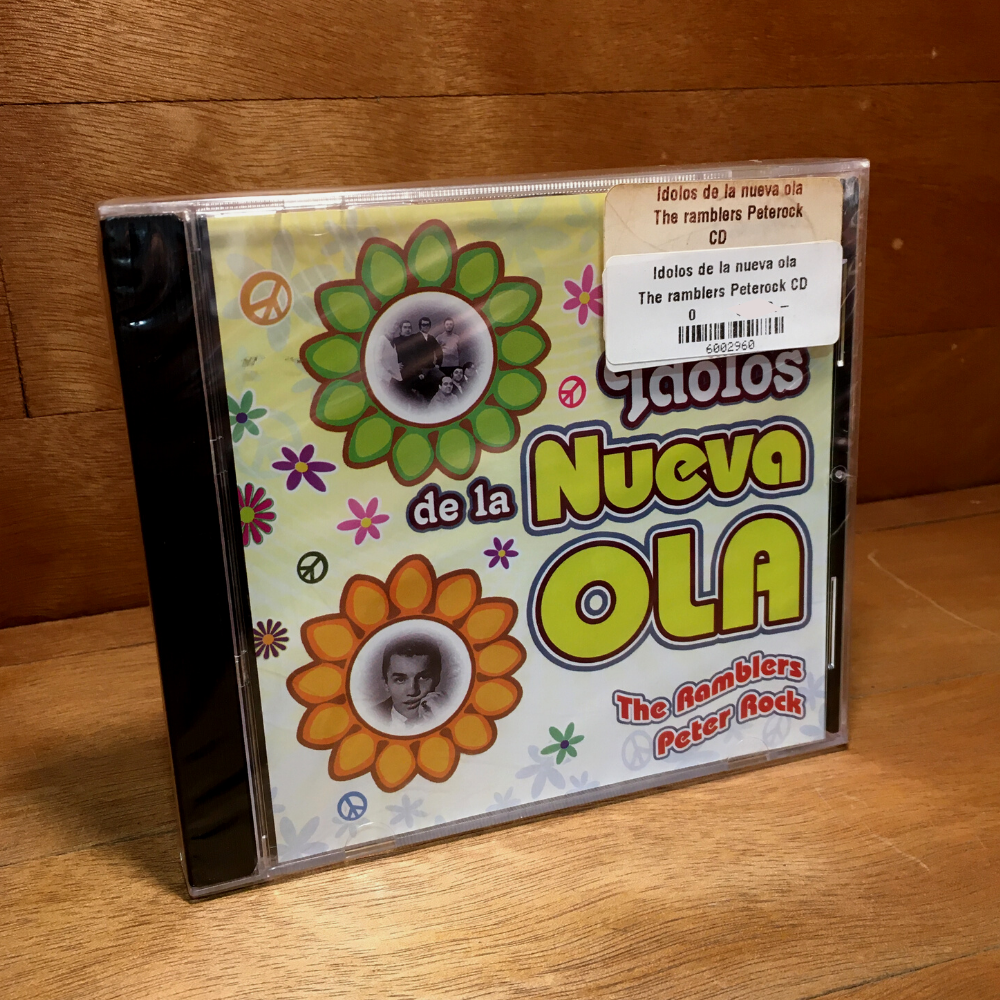 Idolos de la nueva ola
The ramblers Peterock
CD
Idolos de la nueva ola
The ramblers Peterock CD
0
6002960
Idolos
de la Nueva
OLA
The Ramblers
Peter Rock